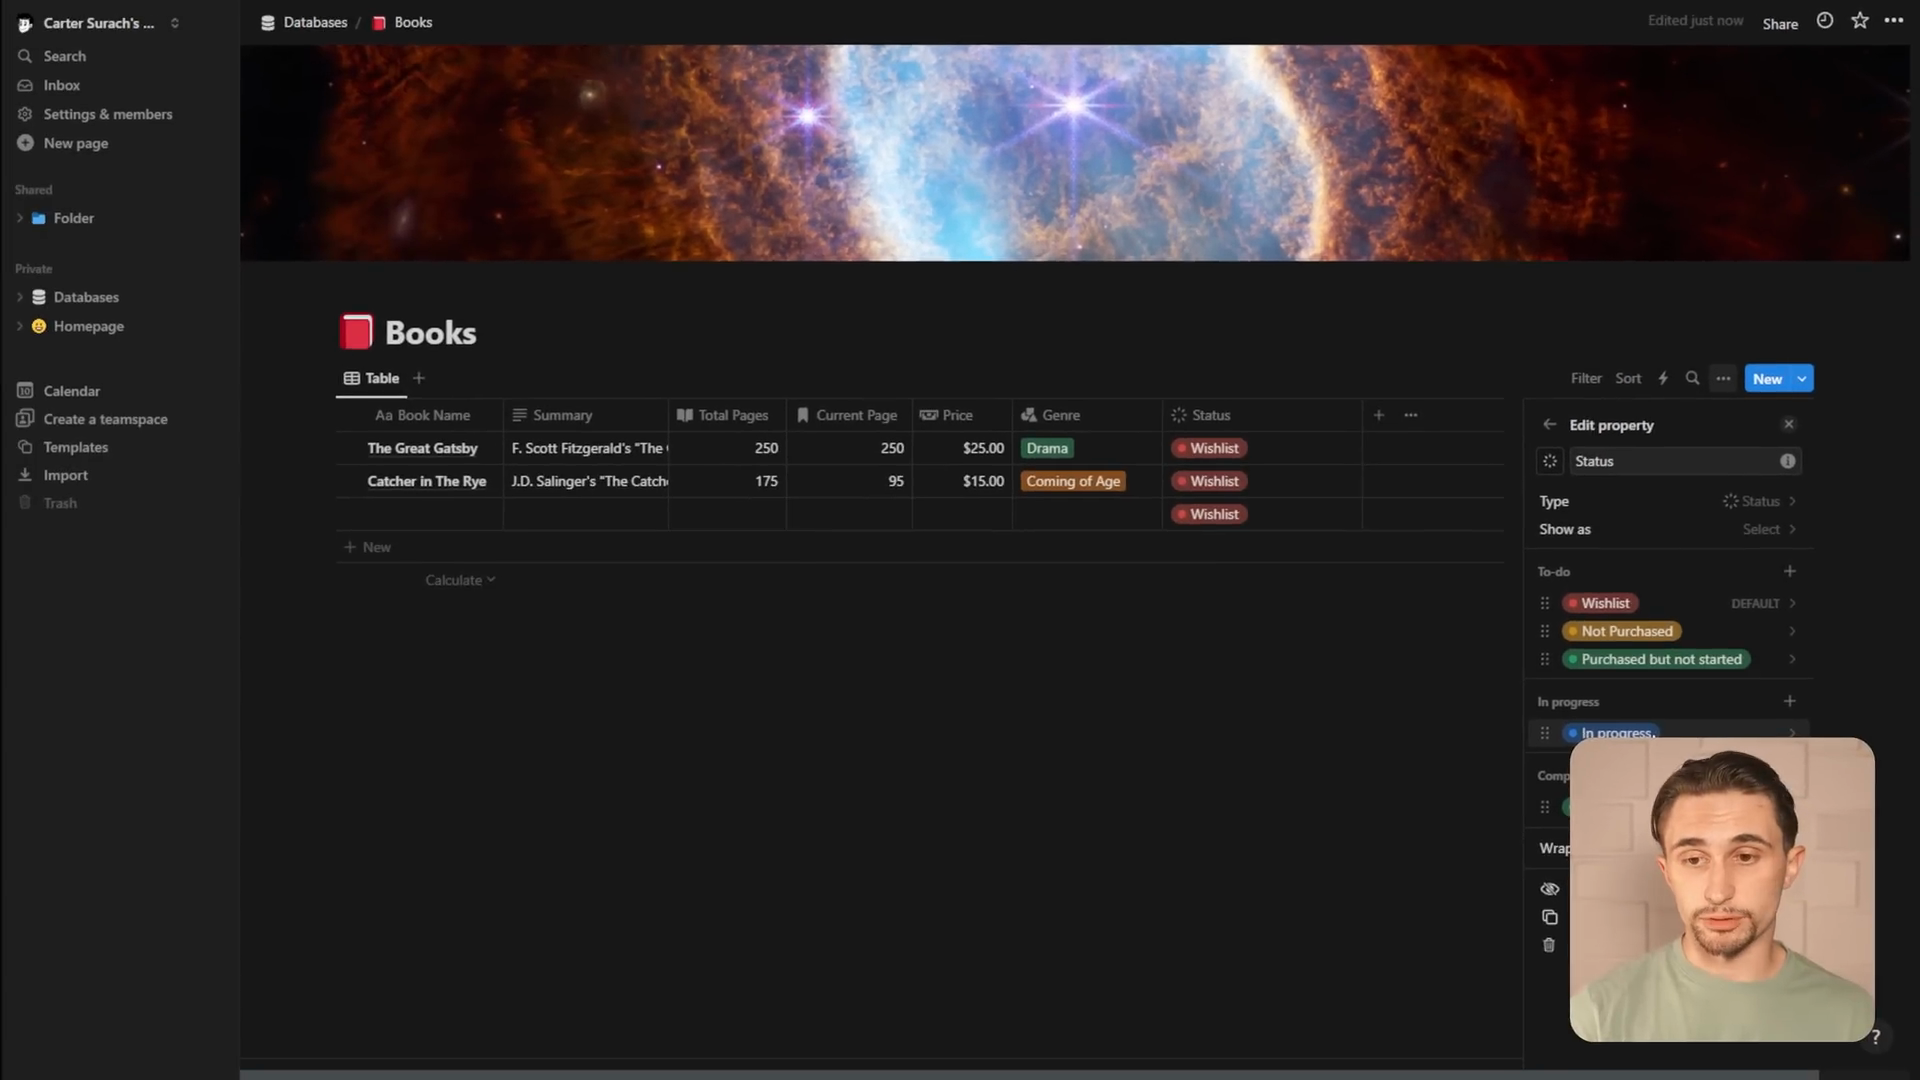 Carter Surach's ...
Search
Inbox
Settings & members
New page
Shared
Folder
Private
Databases
Homepage
Calendar
Create a teamspace
Templates
Import
Trash
Databases / Books
Edited just now
Share
Books
Table
Filter
Sort
New
Aa Book Name
Summary
Total Pages
Current Page
Price
Genre
Status
The Great Gatsby
F. Scott Fitzgerald's "The
250
250
$25.00
Drama
Wishlist
Catcher in The Rye
J.D. Salinger's "The Catch
175
95
$15.00
Coming of Age
Wishlist
Wishlist
New
Calculate
Edit property
Status
Type
Status
Show as
Select
To-do
Wishlist
DEFAULT
Not Purchased
Purchased but not started
In progress
In progress
Comp
Wrap
?